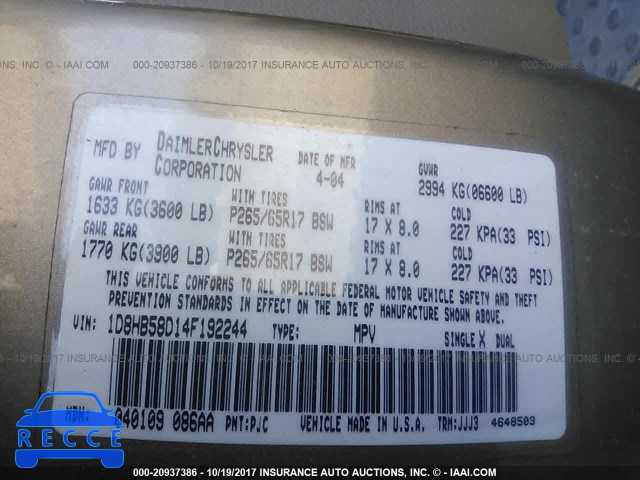 000-20937386 - 10/19/2017 INSURANCE AUTO AUCTIONS, INC. - IAAI.COM
MFD BY DAIMLERCHRYSLER CORPORATION
DATE OF MFR 4-04
GVWR 2994 KG(06600 LB)
GAWR FRONT WITH TIRES RIMS AT COLD
1633 KG(3600 LB) P265/65R17 BSW 17 X 8.0 227 KPA(33 PSI)
GAWR REAR WITH TIRES RIMS AT COLD
1770 KG(3900 LB) P265/65R17 BSW 17 X 8.0 227 KPA(33 PSI)
THIS VEHICLE CONFORMS TO ALL APPLICABLE FEDERAL MOTOR VEHICLE SAFETY AND THEFT
PREVENTION STANDARDS IN EFFECT ON THE DATE OF MANUFACTURE SHOWN ABOVE.
VIN: 1D8HB58D14F192244 TYPE: MPV SINGLE X DUAL
MDH: 040109 086AA PNT:PJC VEHICLE MADE IN U.S.A. TRM:JJJ3 4648503
RECCE
000-20937386 - 10/19/2017 INSURANCE AUTO AUCTIONS, INC. - IAAI.COM